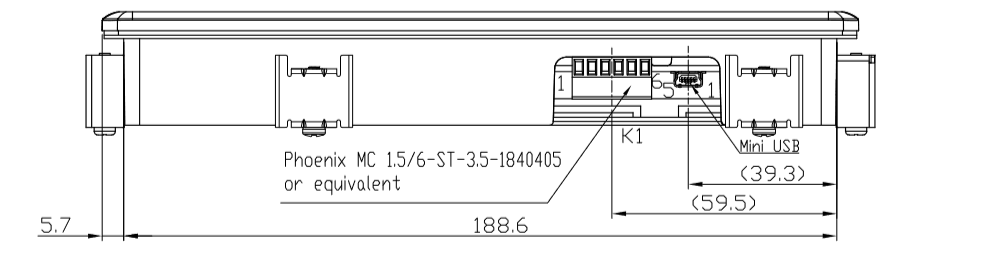 1
6
5
1
K1
Phoenix MC 1.5/6-ST-3.5-1840405
or equivalent
Mini USB
(39.3)
(59.5)
5.7
188.6